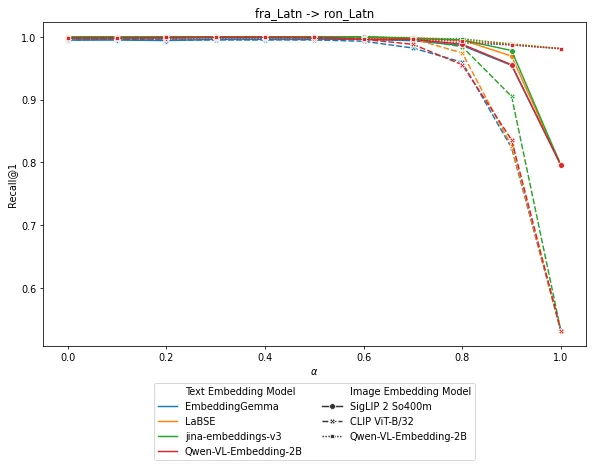 fra_Latn -> ron_Latn
Recall@1
1.0
0.9
0.8
0.7
0.6
0.0
0.2
0.4
0.6
0.8
1.0
α
Text Embedding Model
EmbeddingGemma
LaBSE
jina-embeddings-v3
Qwen-VL-Embedding-2B
Image Embedding Model
SigLIP 2 So400m
CLIP ViT-B/32
Qwen-VL-Embedding-2B